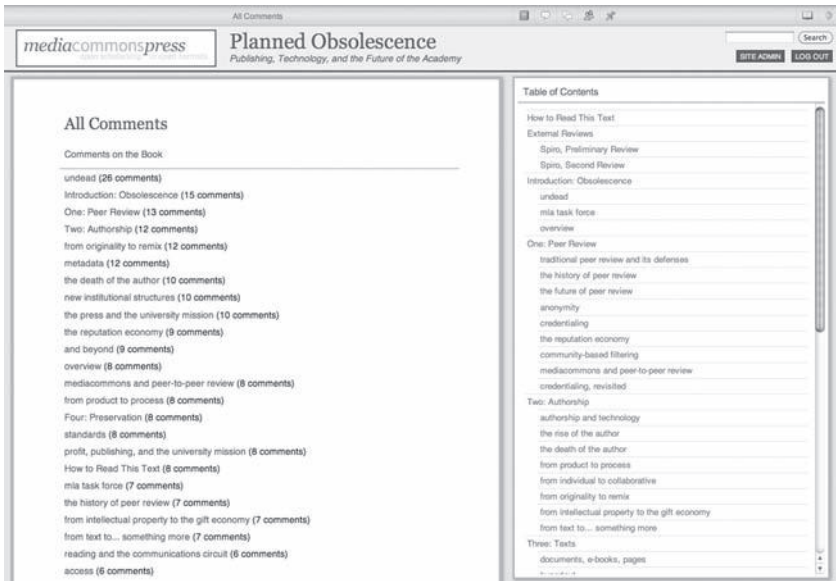 All Comments
mediacommonspress
Planned Obsolescence
Publishing, Technology, and the Future of the Academy
Search
SITE ADMIN
LOG OUT
All Comments
Comments on the Book
undead (26 comments)
Introduction: Obsolescence (15 comments)
One: Peer Review (13 comments)
Two: Authorship (12 comments)
from originality to remix (12 comments)
metadata (12 comments)
the death of the author (10 comments)
new institutional structures (10 comments)
the press and the university mission (10 comments)
the reputation economy (9 comments)
and beyond (9 comments)
overview (8 comments)
mediacommons and peer-to-peer review (8 comments)
from product to process (8 comments)
Four: Preservation (8 comments)
standards (8 comments)
profit, publishing, and the university mission (8 comments)
How to Read This Text (8 comments)
mla task force (7 comments)
the history of peer review (7 comments)
from intellectual property to the gift economy (7 comments)
from text to... something more (7 comments)
reading and the communications circuit (6 comments)
access (6 comments)
Table of Contents
How to Read This Text
External Reviews
Spiro, Preliminary Review
Spiro, Second Review
Introduction: Obsolescence
undead
mla task force
overview
One: Peer Review
traditional peer review and its defenses
the history of peer review
the future of peer review
anonymity
credentialing
the reputation economy
community-based filtering
mediacommons and peer-to-peer review
credentialing, revisited
Two: Authorship
authorship and technology
the rise of the author
the death of the author
from product to process
from individual to collaborative
from originality to remix
from intellectual property to the gift economy
from text to... something more
Three: Texts
documents, e-books, pages